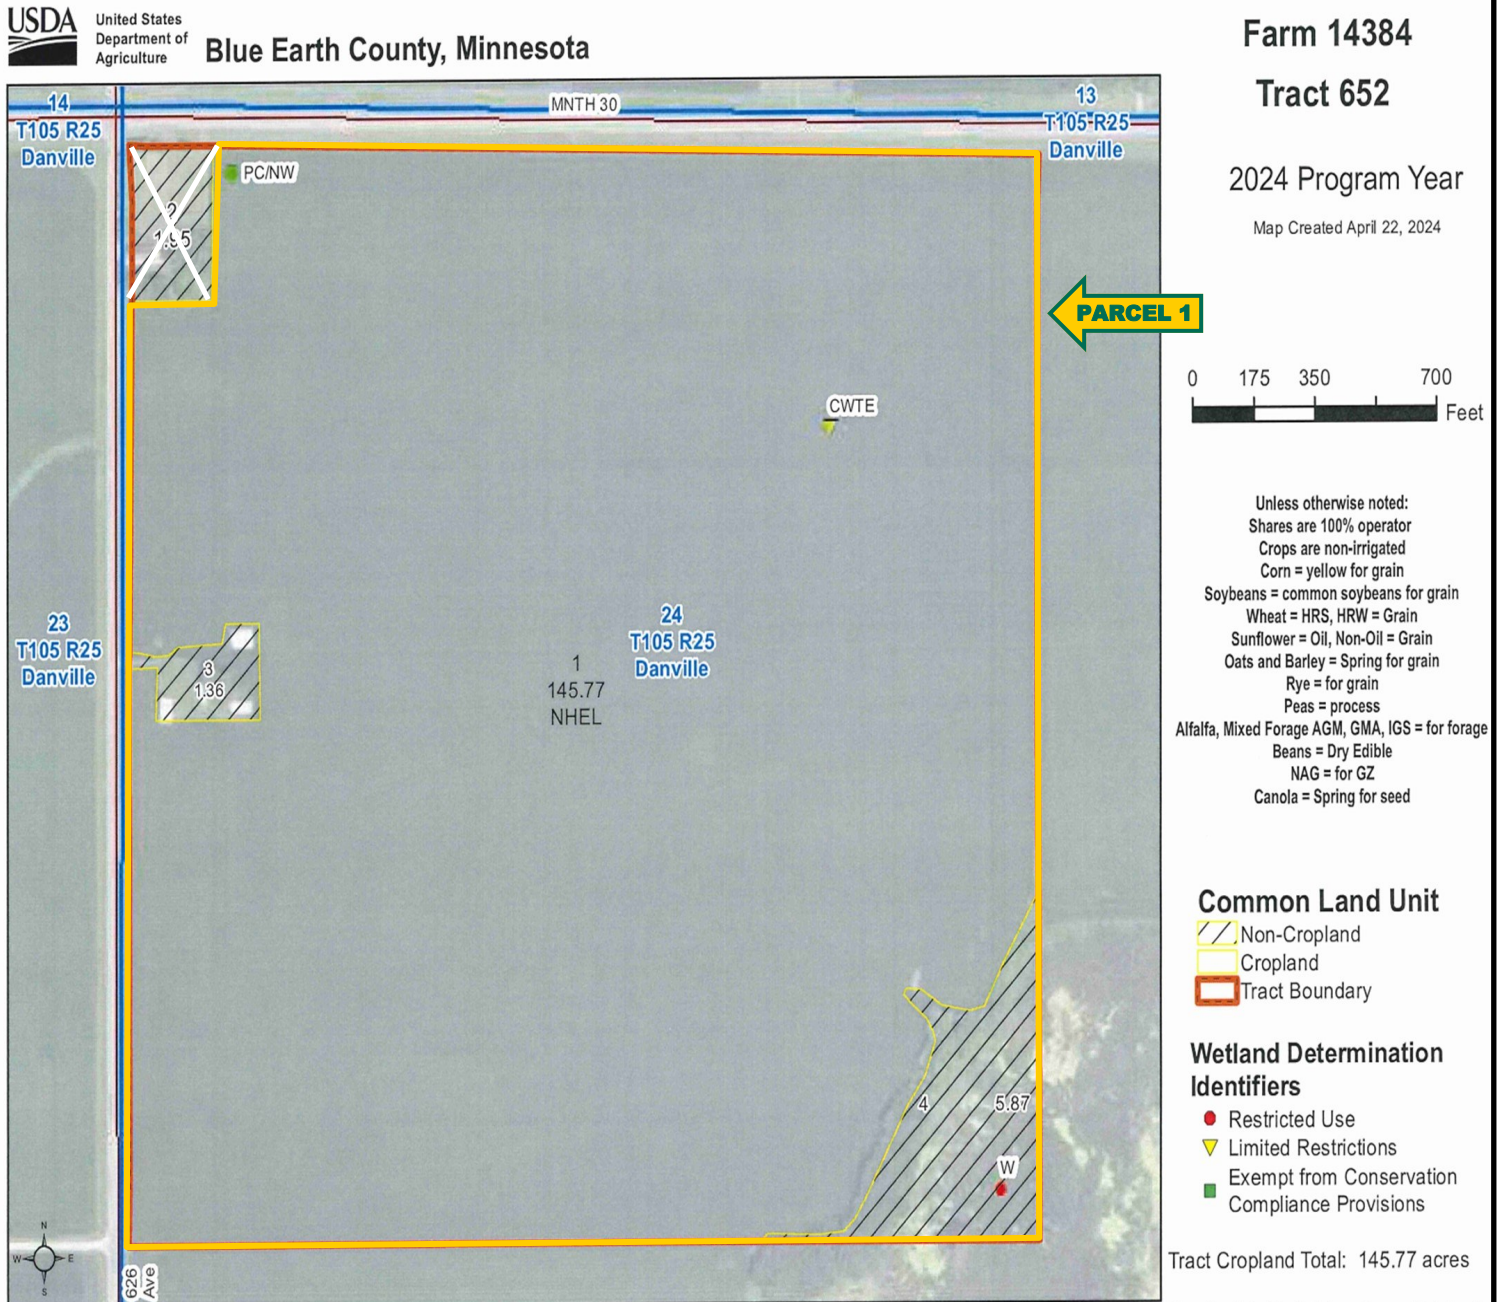 USDA
United States
Department of
Agriculture
Blue Earth County, Minnesota
Farm 14384
Tract 652
2024 Program Year
Map Created April 22, 2024
14
T105 R25
Danville
MNTH 30
13
T105 R25
Danville
PC/NW
2
1.95
PARCEL 1
CWTE
0 175 350 700
Feet
Unless otherwise noted:
Shares are 100% operator
Crops are non-irrigated
Corn = yellow for grain
Soybeans = common soybeans for grain
Wheat = HRS, HRW = Grain
Sunflower = Oil, Non-Oil = Grain
Oats and Barley = Spring for grain
Rye = for grain
Peas = process
Alfalfa, Mixed Forage AGM, GMA, IGS = for forage
Beans = Dry Edible
NAG = for GZ
Canola = Spring for seed
23
T105 R25
Danville
3
1.36
24
T105 R25
Danville
1
145.77
NHEL
Common Land Unit
Non-Cropland
Cropland
Tract Boundary
Wetland Determination
Identifiers
Restricted Use
Limited Restrictions
Exempt from Conservation
Compliance Provisions
4
5.87
W
Tract Cropland Total: 145.77 acres
N
W E
S
626
Ave